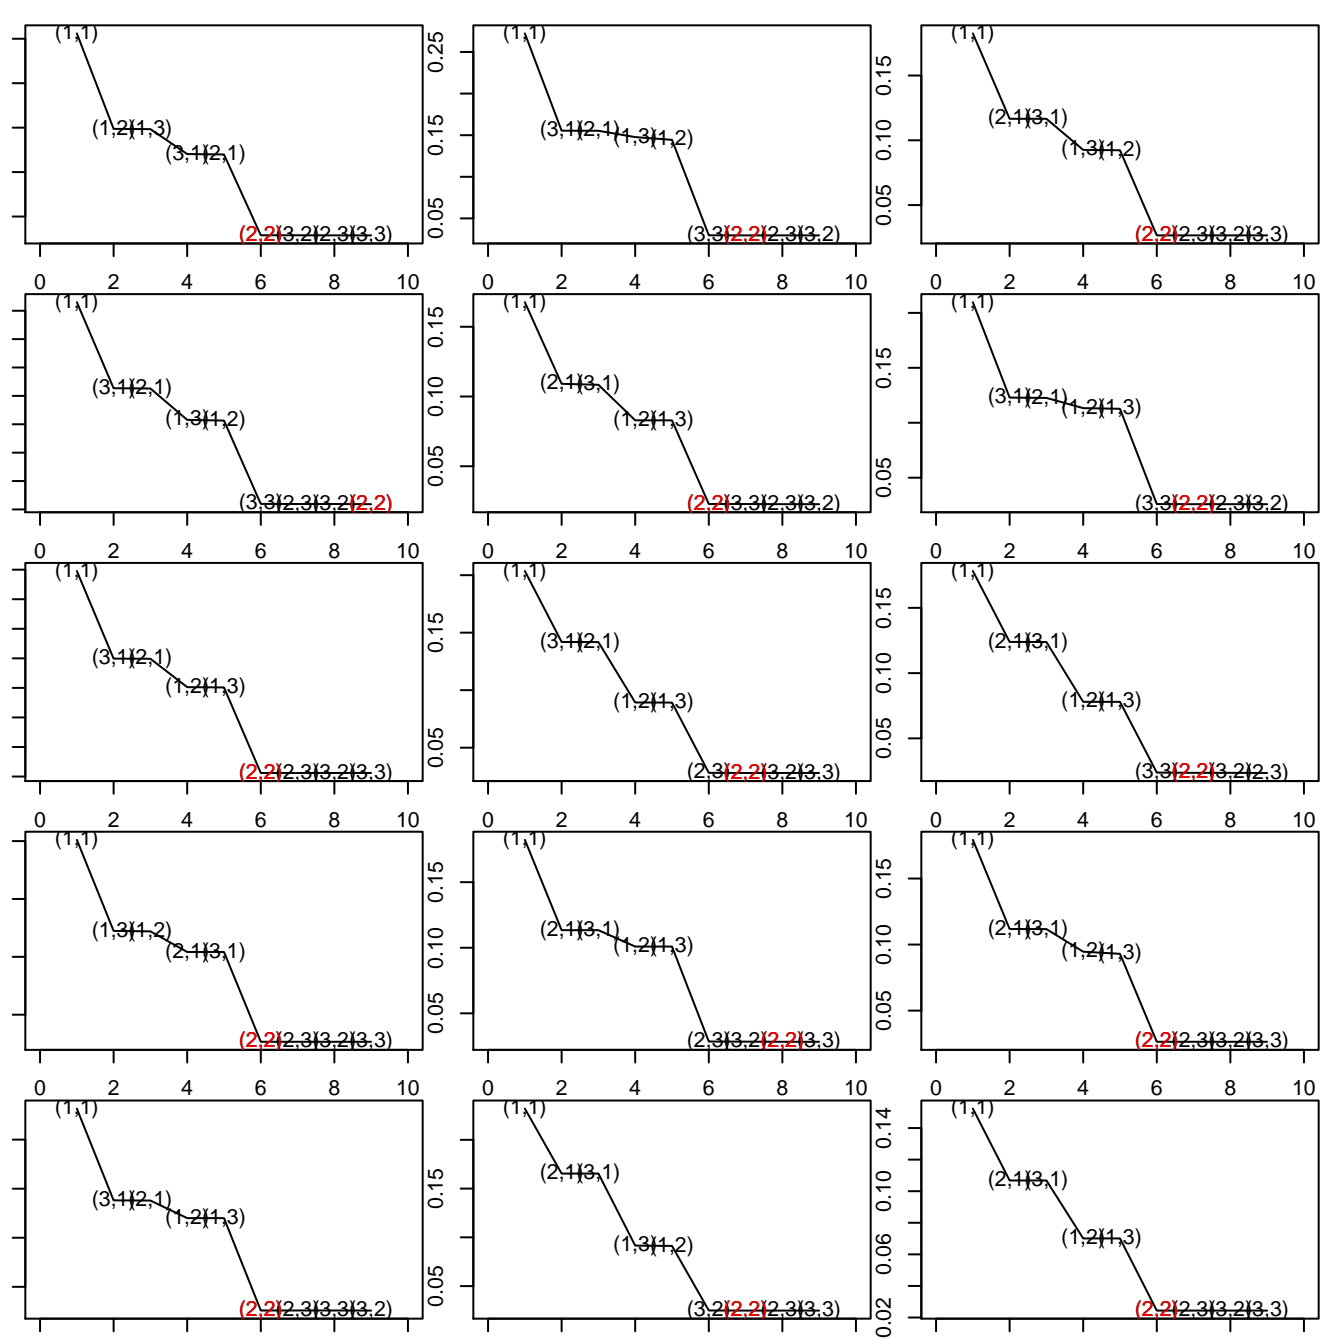 (1,1) 0.25 (1,1) (1,1)
0.15
(1,2) (1,3) 0.15 (3,1) (2,1) (1,3) (1,2) (2,1) (3,1)
(3,1) (2,1) 0.10 (1,3) (1,2)
0.05 0.05
(2,2) (3,2) (2,3) (3,3) (3,3) (2,2) (2,3) (3,2) (2,2) (2,3) (3,2) (3,3)
0 2 4 6 8 10 0 2 4 6 8 10 0 2 4 6 8 10
(1,1) (1,1) (1,1)
0.15
(3,1) (2,1) 0.10 (2,1) (3,1) 0.15 (3,1) (2,1) (1,2) (1,3)
(1,3) (1,2) (1,2) (1,3)
0.05 0.05
(3,3) (2,3) (3,2) (2,2) (2,2) (3,3) (2,3) (3,2) (3,3) (2,2) (2,3) (3,2)
0 2 4 6 8 10 0 2 4 6 8 10 0 2 4 6 8 10
(1,1) (1,1) (1,1)
0.15 0.15
(3,1) (2,1) (3,1) (2,1) (2,1) (3,1)
(1,2) (1,3) (1,2) (1,3) 0.10 (1,2) (1,3)
0.05 0.05
(2,2) (2,3) (3,2) (3,3) (2,3) (2,2) (3,2) (3,3) (3,3) (2,2) (3,2) (2,3)
0 2 4 6 8 10 0 2 4 6 8 10 0 2 4 6 8 10
(1,1) (1,1) (1,1)
0.15 0.15
(1,3) (1,2) (2,1) (3,1) (2,1) (3,1)
(2,1) (3,1) 0.10 (1,2) (1,3) 0.10 (1,2) (1,3)
0.05 0.05
(2,2) (2,3) (3,2) (3,3) (2,3) (3,2) (2,2) (3,3) (2,2) (2,3) (3,2) (3,3)
0 2 4 6 8 10 0 2 4 6 8 10 0 2 4 6 8 10
(1,1) (1,1) (1,1)
0.14
(3,1) (2,1) 0.15 (2,1) (3,1) 0.10 (2,1) (3,1)
(1,2) (1,3) (1,3) (1,2) 0.06 (1,2) (1,3)
0.05 0.02
(2,2) (2,3) (3,3) (3,2) (3,2) (2,2) (2,3) (3,3) (2,2) (2,3) (3,2) (3,3)